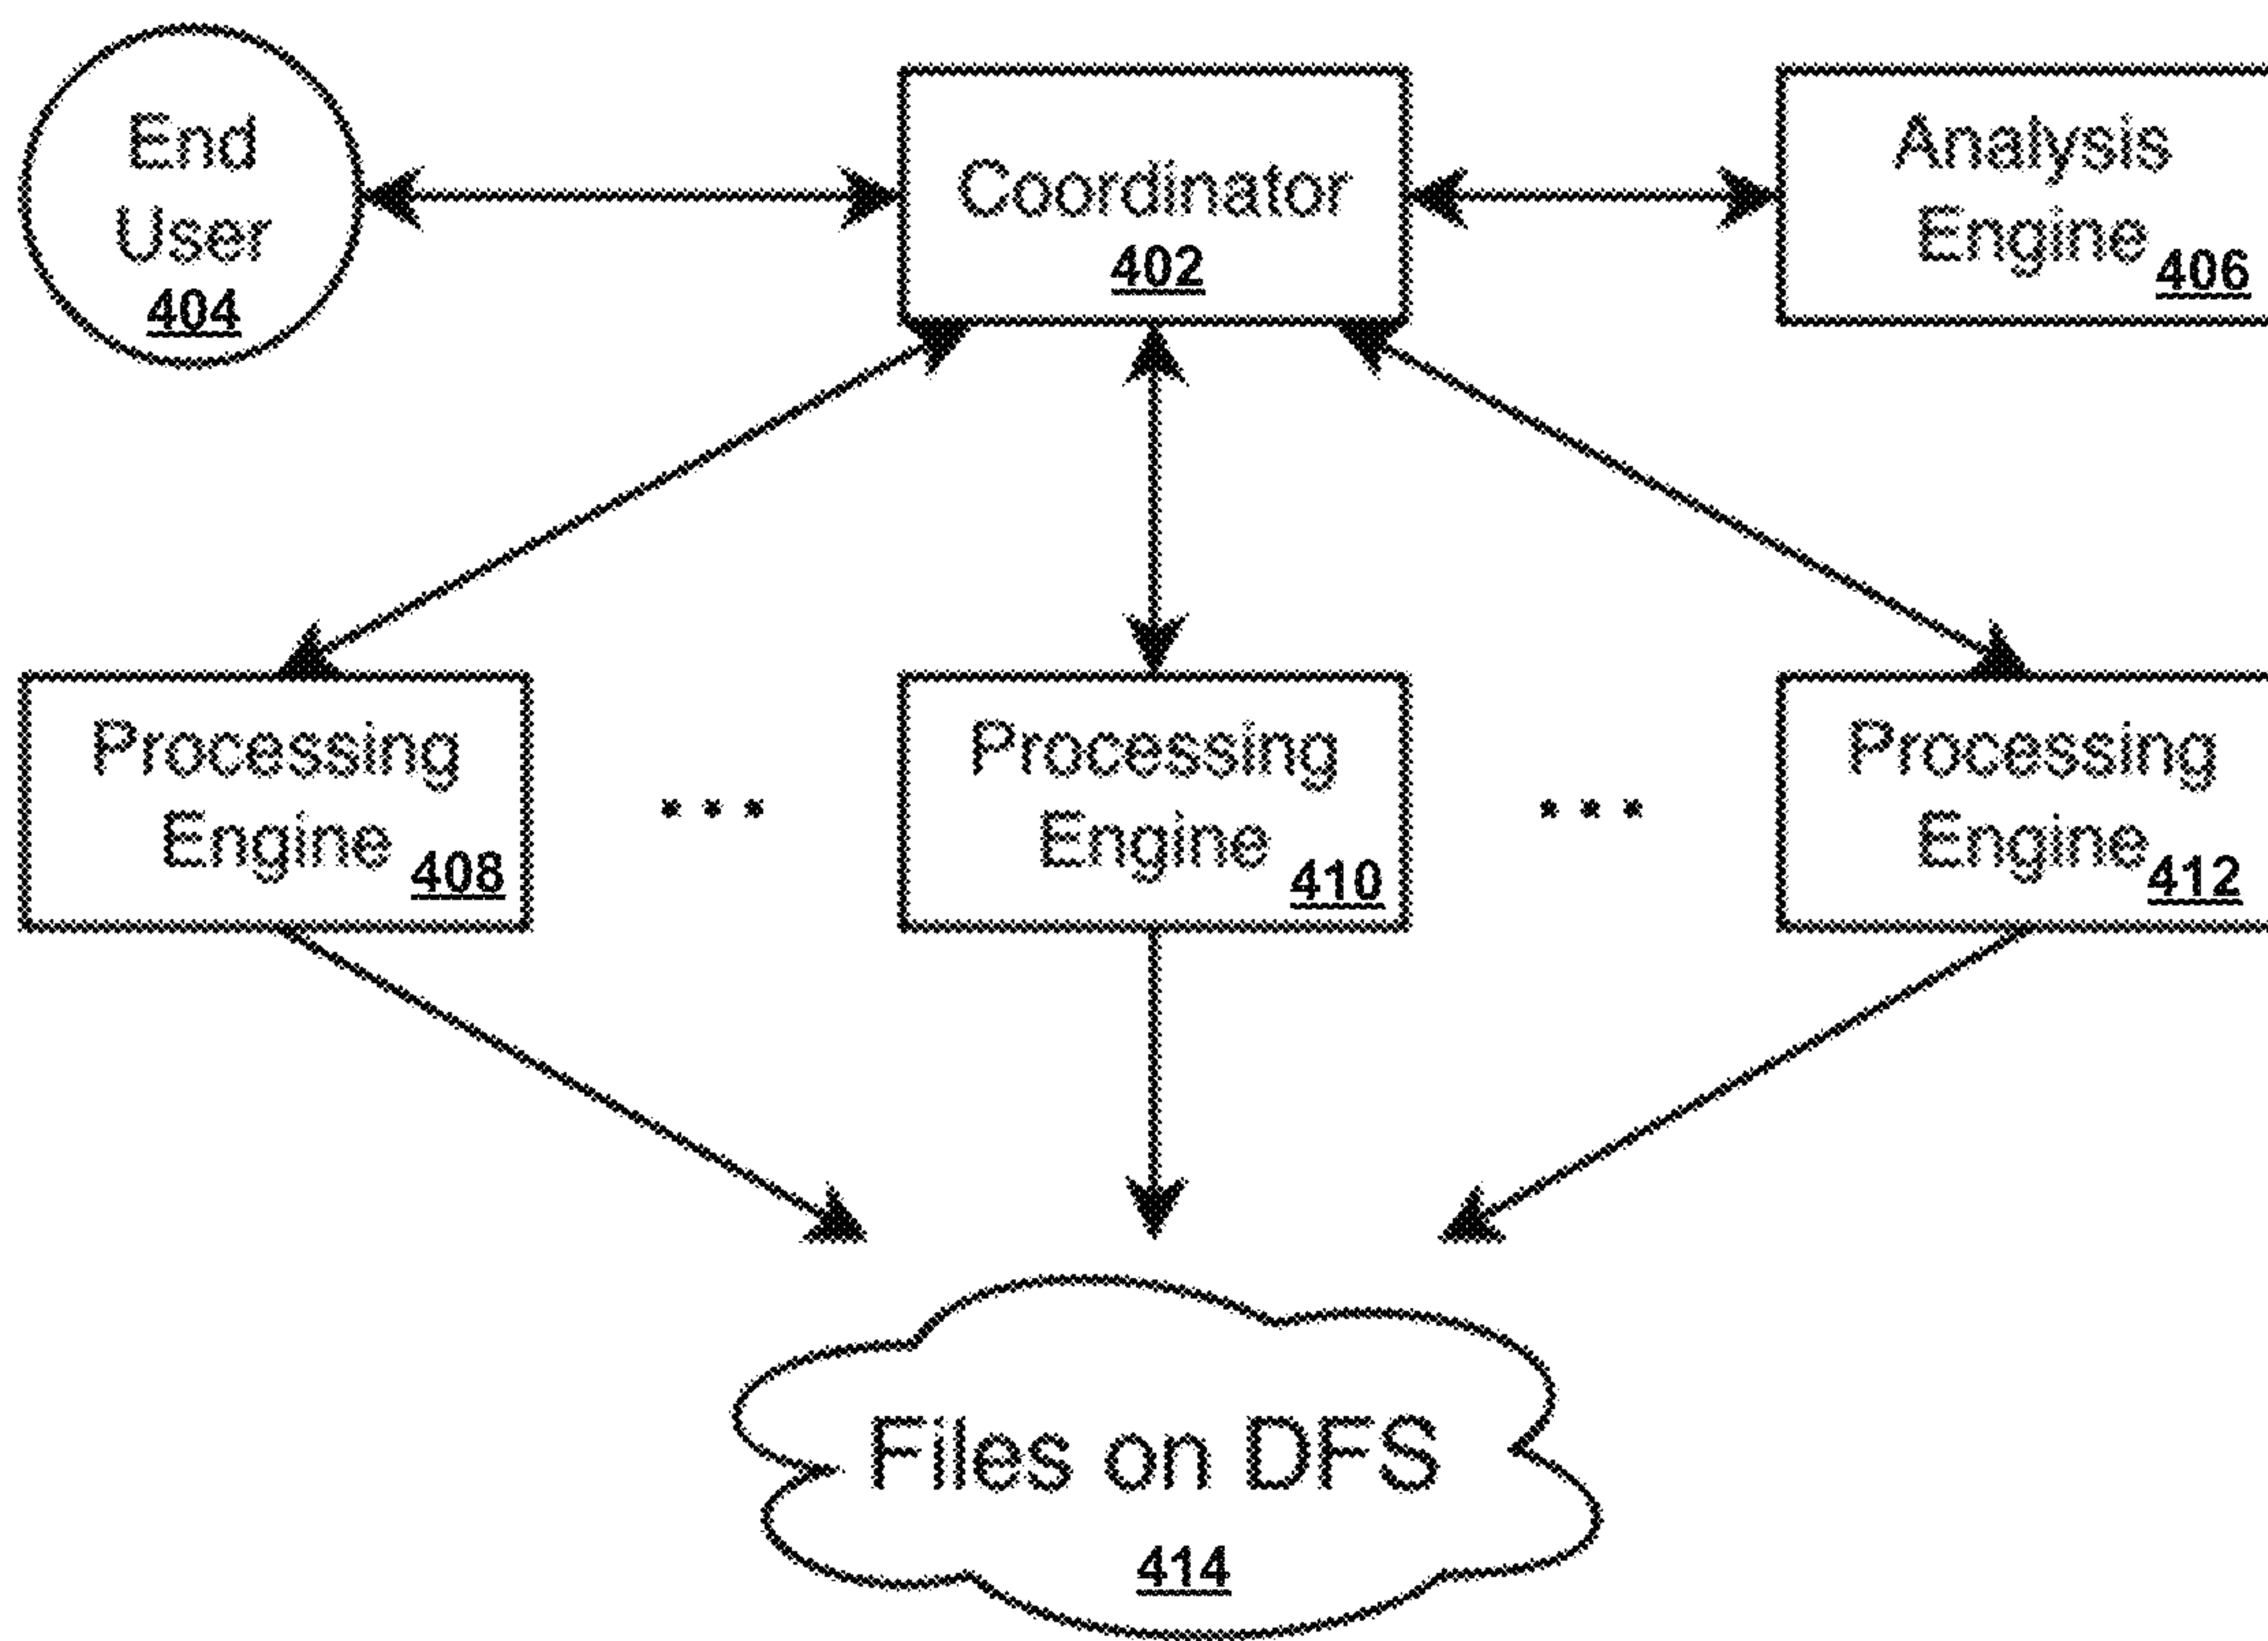 End
User
404
Coordinator
402
Analysis
Engine
406
Processing
Engine
408
...
Processing
Engine
410
...
Processing
Engine
412
Files on DFS
414